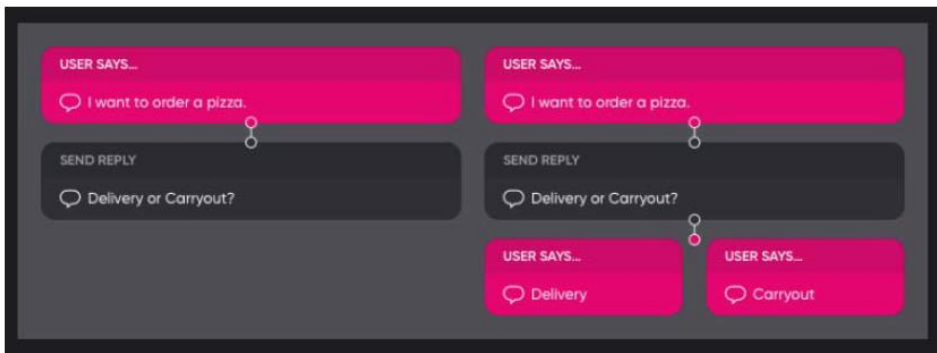 USER SAYS...
I want to order a pizza.
SEND REPLY
Delivery or Carryout?
USER SAYS...
I want to order a pizza.
SEND REPLY
Delivery or Carryout?
USER SAYS...
Delivery
USER SAYS...
Carryout